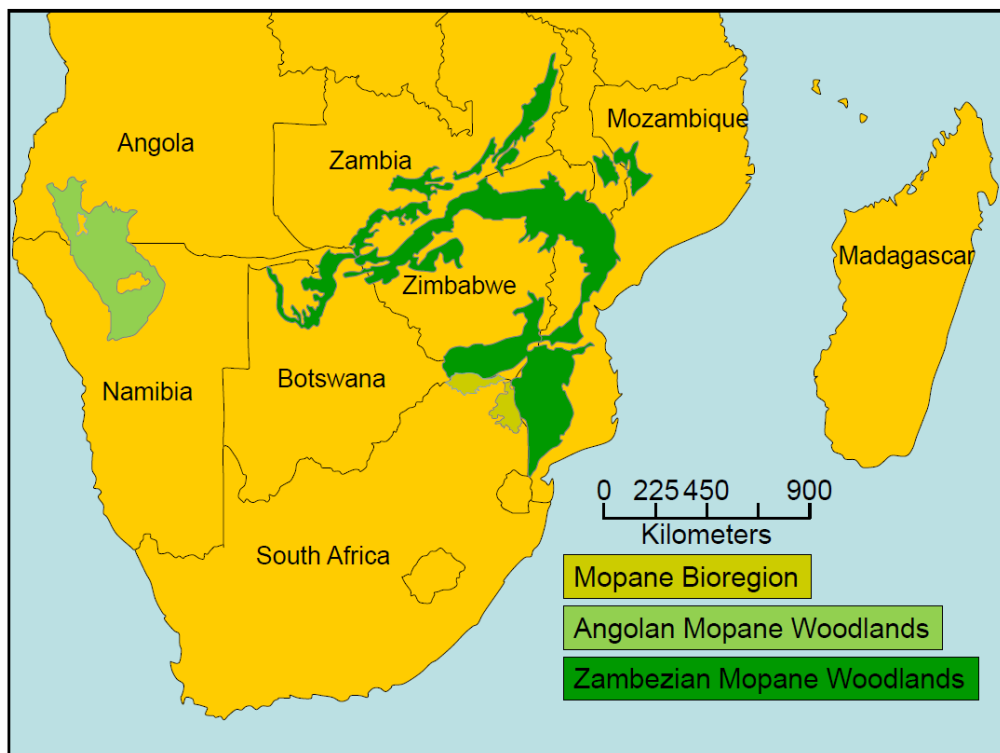 Mozambique
Angola
Zambia
Madagascar
Zimbabwe
Namibia
Botswana
0 225 450 900
Kilometers
South Africa
Mopane Bioregion
Angolan Mopane Woodlands
Zambezian Mopane Woodlands